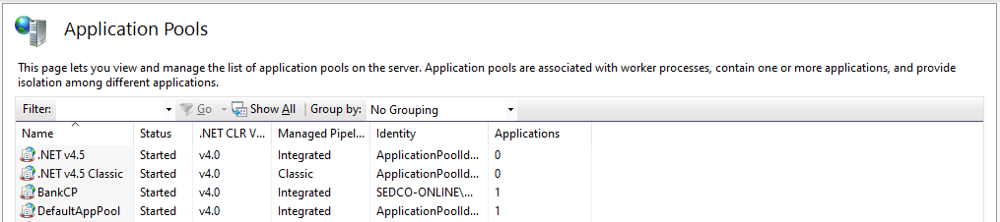 Application Pools
This page lets you view and manage the list of application pools on the server. Application pools are associated with worker processes, contain one or more applications, and provide
isolation among different applications.
Filter: Go Show All Group by: No Grouping
Name Status .NET CLR V... Managed Pipel... Identity Applications
.NET v4.5 Started v4.0 Integrated ApplicationPoolId... 0
.NET v4.5 Classic Started v4.0 Classic ApplicationPoolId... 0
BankCP Started v4.0 Integrated SEDCO-ONLINE\... 1
DefaultAppPool Started v4.0 Integrated ApplicationPoolId... 1